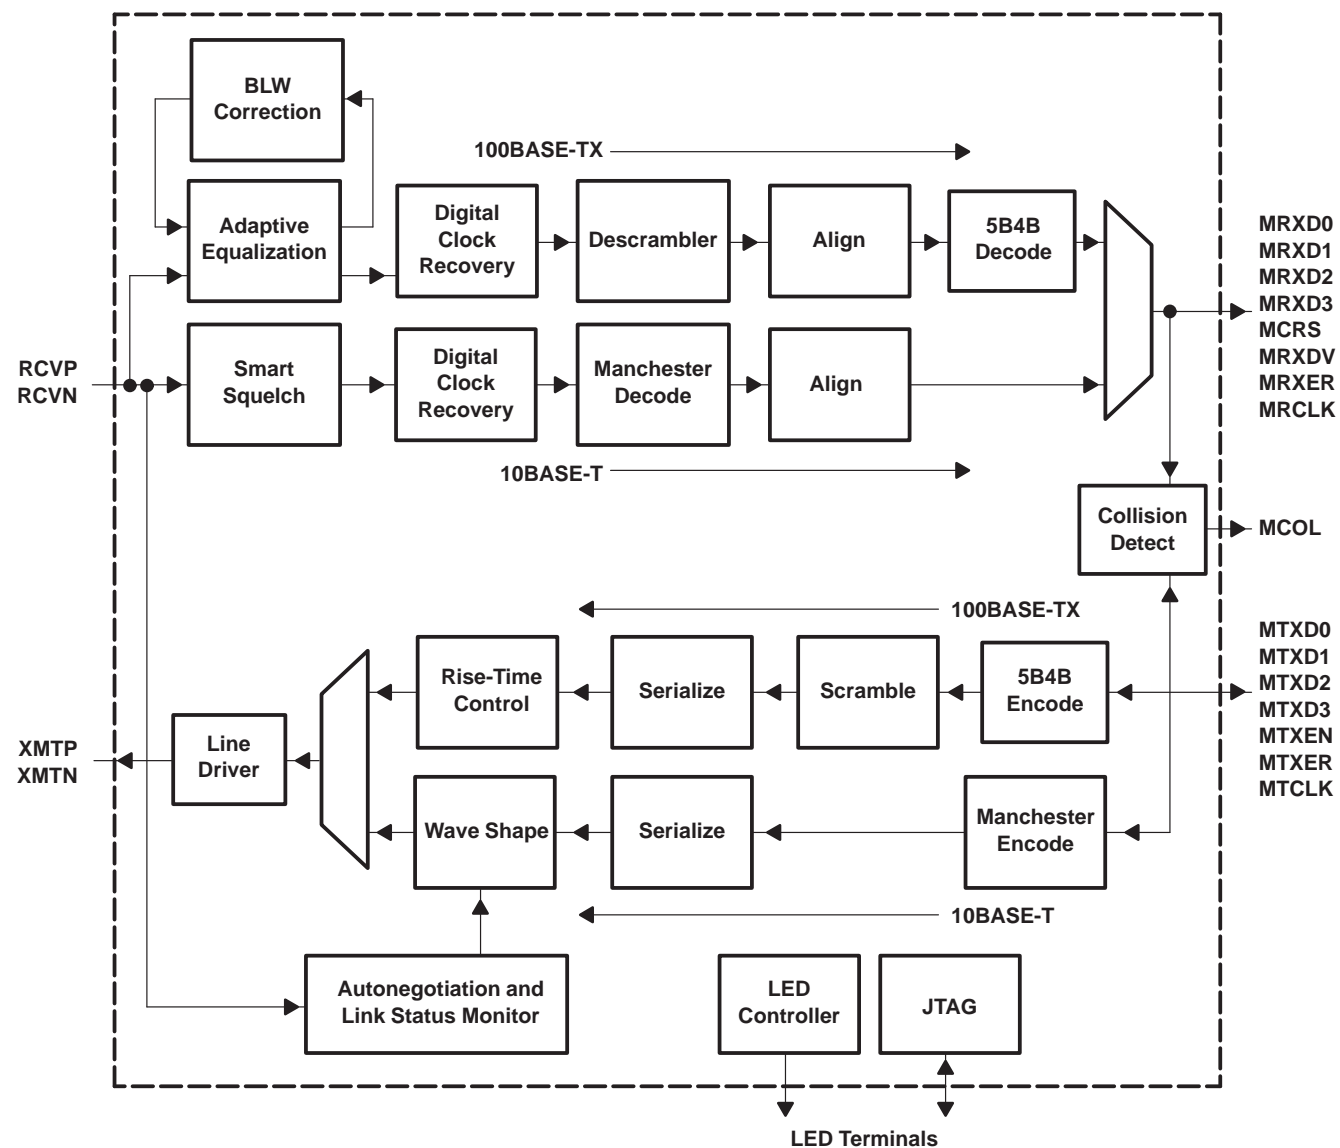 BLW
Correction
100BASE-TX
Adaptive
Equalization
Digital
Clock
Recovery
Descrambler
Align
5B4B
Decode
MRXD0
MRXD1
MRXD2
MRXD3
MCRS
MRXDV
MRXER
MRCLK
RCVP
RCVN
Smart
Squelch
Digital
Clock
Recovery
Manchester
Decode
Align
10BASE-T
Collision
Detect
MCOL
100BASE-TX
MTXD0
MTXD1
MTXD2
MTXD3
MTXEN
MTXER
MTCLK
Rise-Time
Control
Serialize
Scramble
5B4B
Encode
XMTP
XMTN
Line
Driver
Wave Shape
Serialize
Manchester
Encode
10BASE-T
Autonegotiation and
Link Status Monitor
LED
Controller
JTAG
LED Terminals